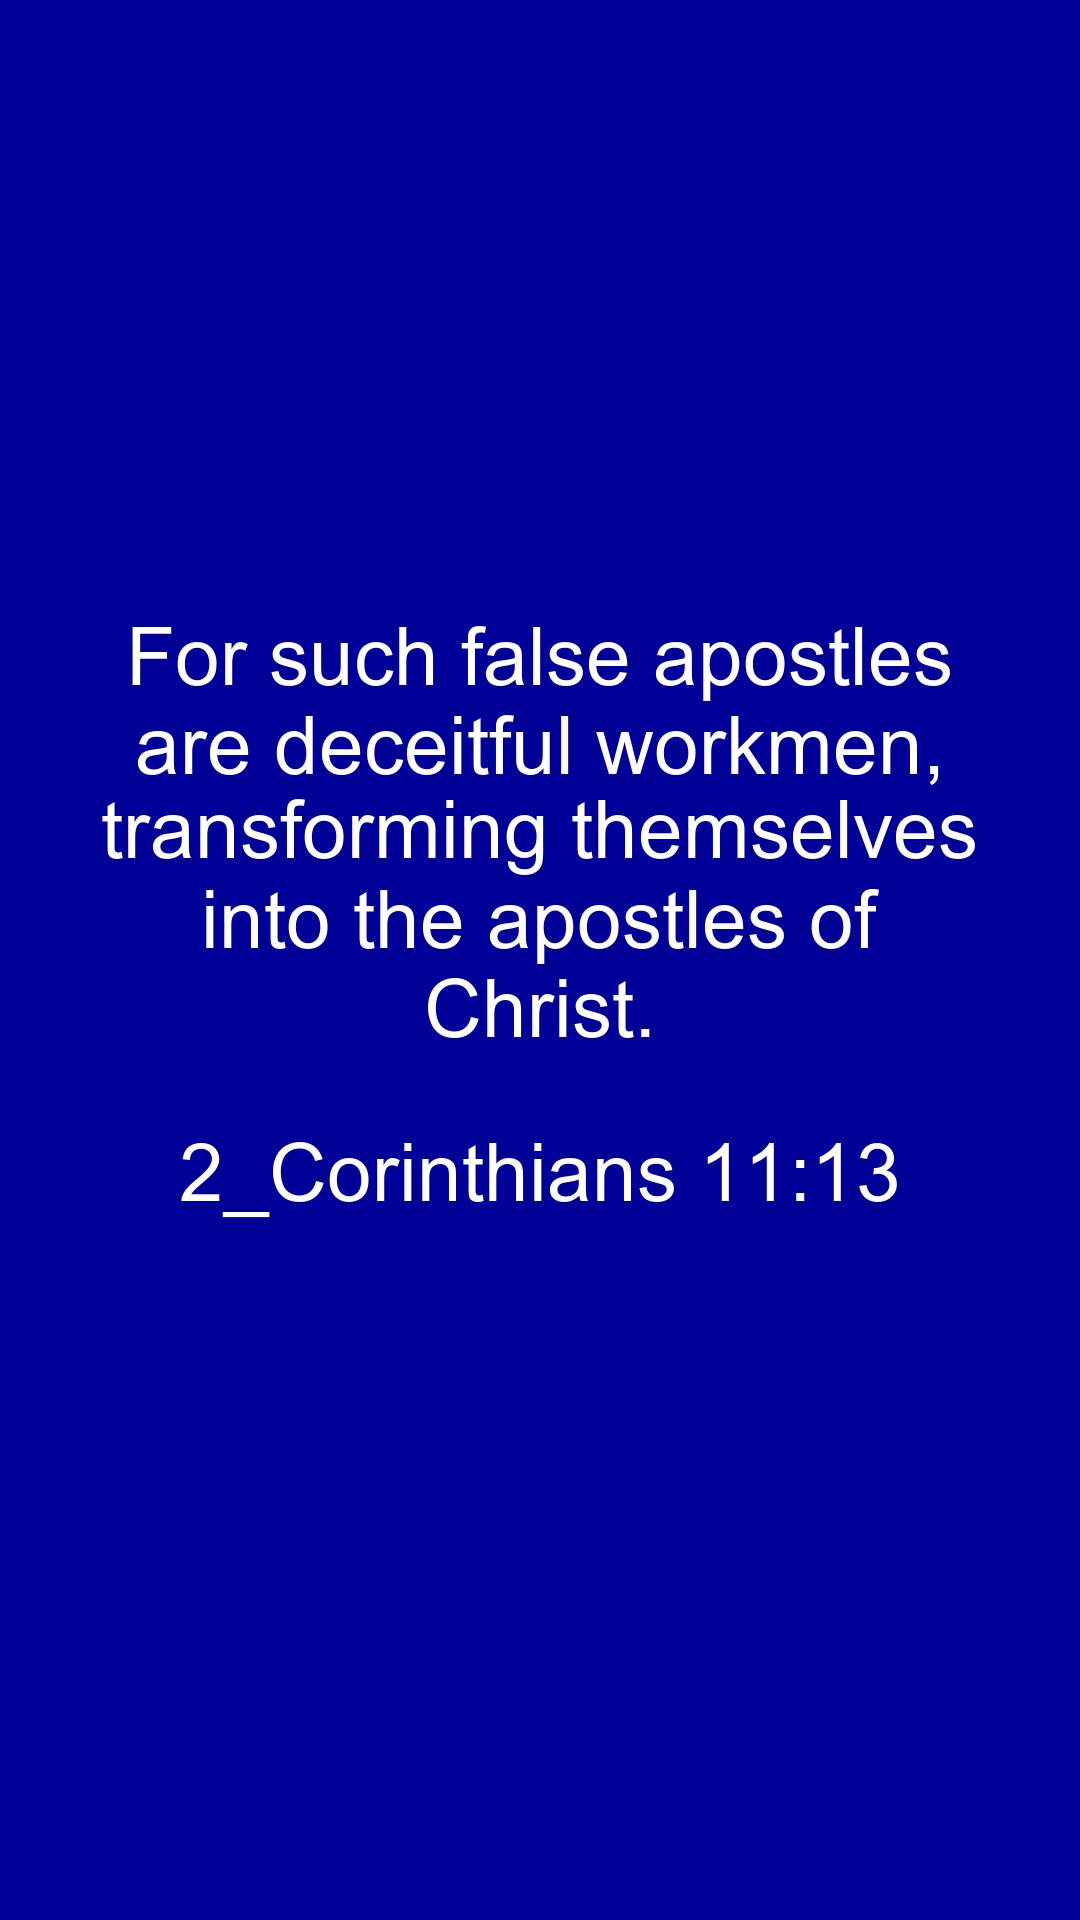 For such false apostles
are deceitful workmen,
transforming themselves
into the apostles of
Christ.
2_Corinthians 11:13